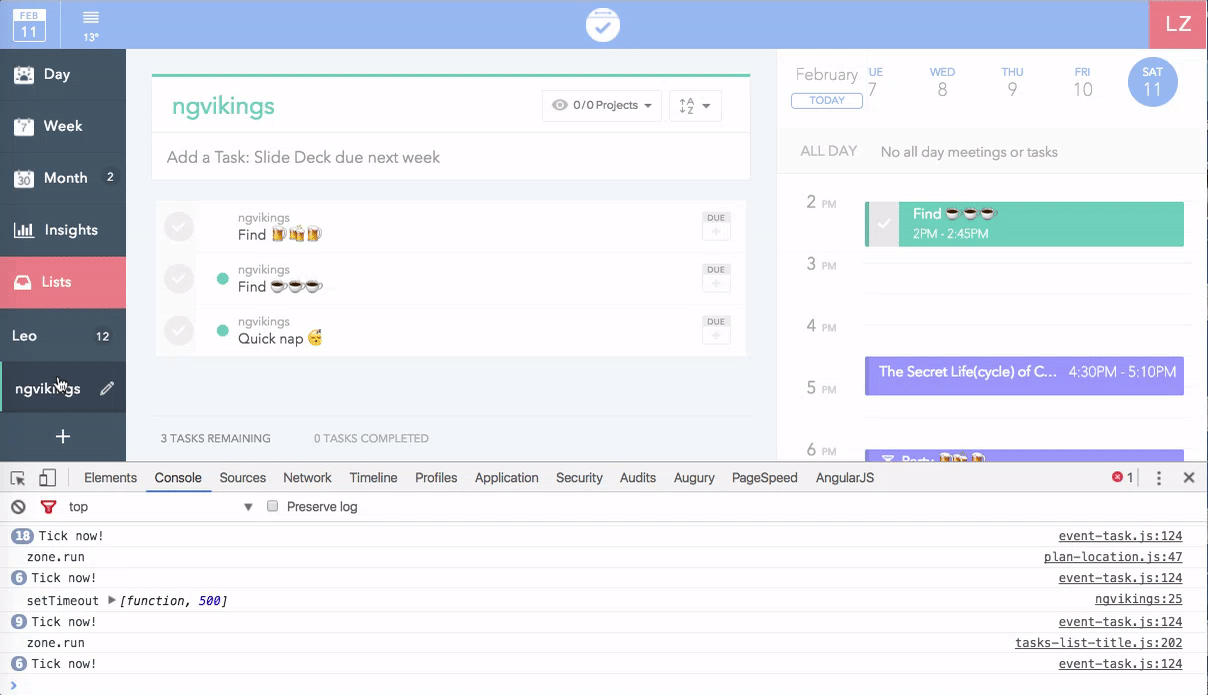 FEB
11
13°
LZ
Day
Week
7
Month 2
30
Insights
Lists
Leo 12
ngvikings
+
ngvikings
0/0 Projects
A
Z
Add a Task: Slide Deck due next week
ngvikings
Find 🍺🍻🍺
DUE
+
ngvikings
Find ☕☕☕
DUE
+
ngvikings
Quick nap 😴
DUE
+
3 TASKS REMAINING 0 TASKS COMPLETED
February
TODAY
UE WED THU FRI SAT
7 8 9 10 11
ALL DAY No all day meetings or tasks
2 PM
Find ☕☕☕
2PM - 2:45PM
3 PM
4 PM
The Secret Life(cycle) of C... 4:30PM - 5:10PM
5 PM
6 PM
Party 🍺🍻🍺
Elements Console Sources Network Timeline Profiles Application Security Audits Augury PageSpeed AngularJS 1
top Preserve log
18 Tick now! event-task.js:124
zone.run plan-location.js:47
6 Tick now! event-task.js:124
setTimeout ▶[function, 500] ngvikings:25
9 Tick now! event-task.js:124
zone.run tasks-list-title.js:202
6 Tick now! event-task.js:124
>